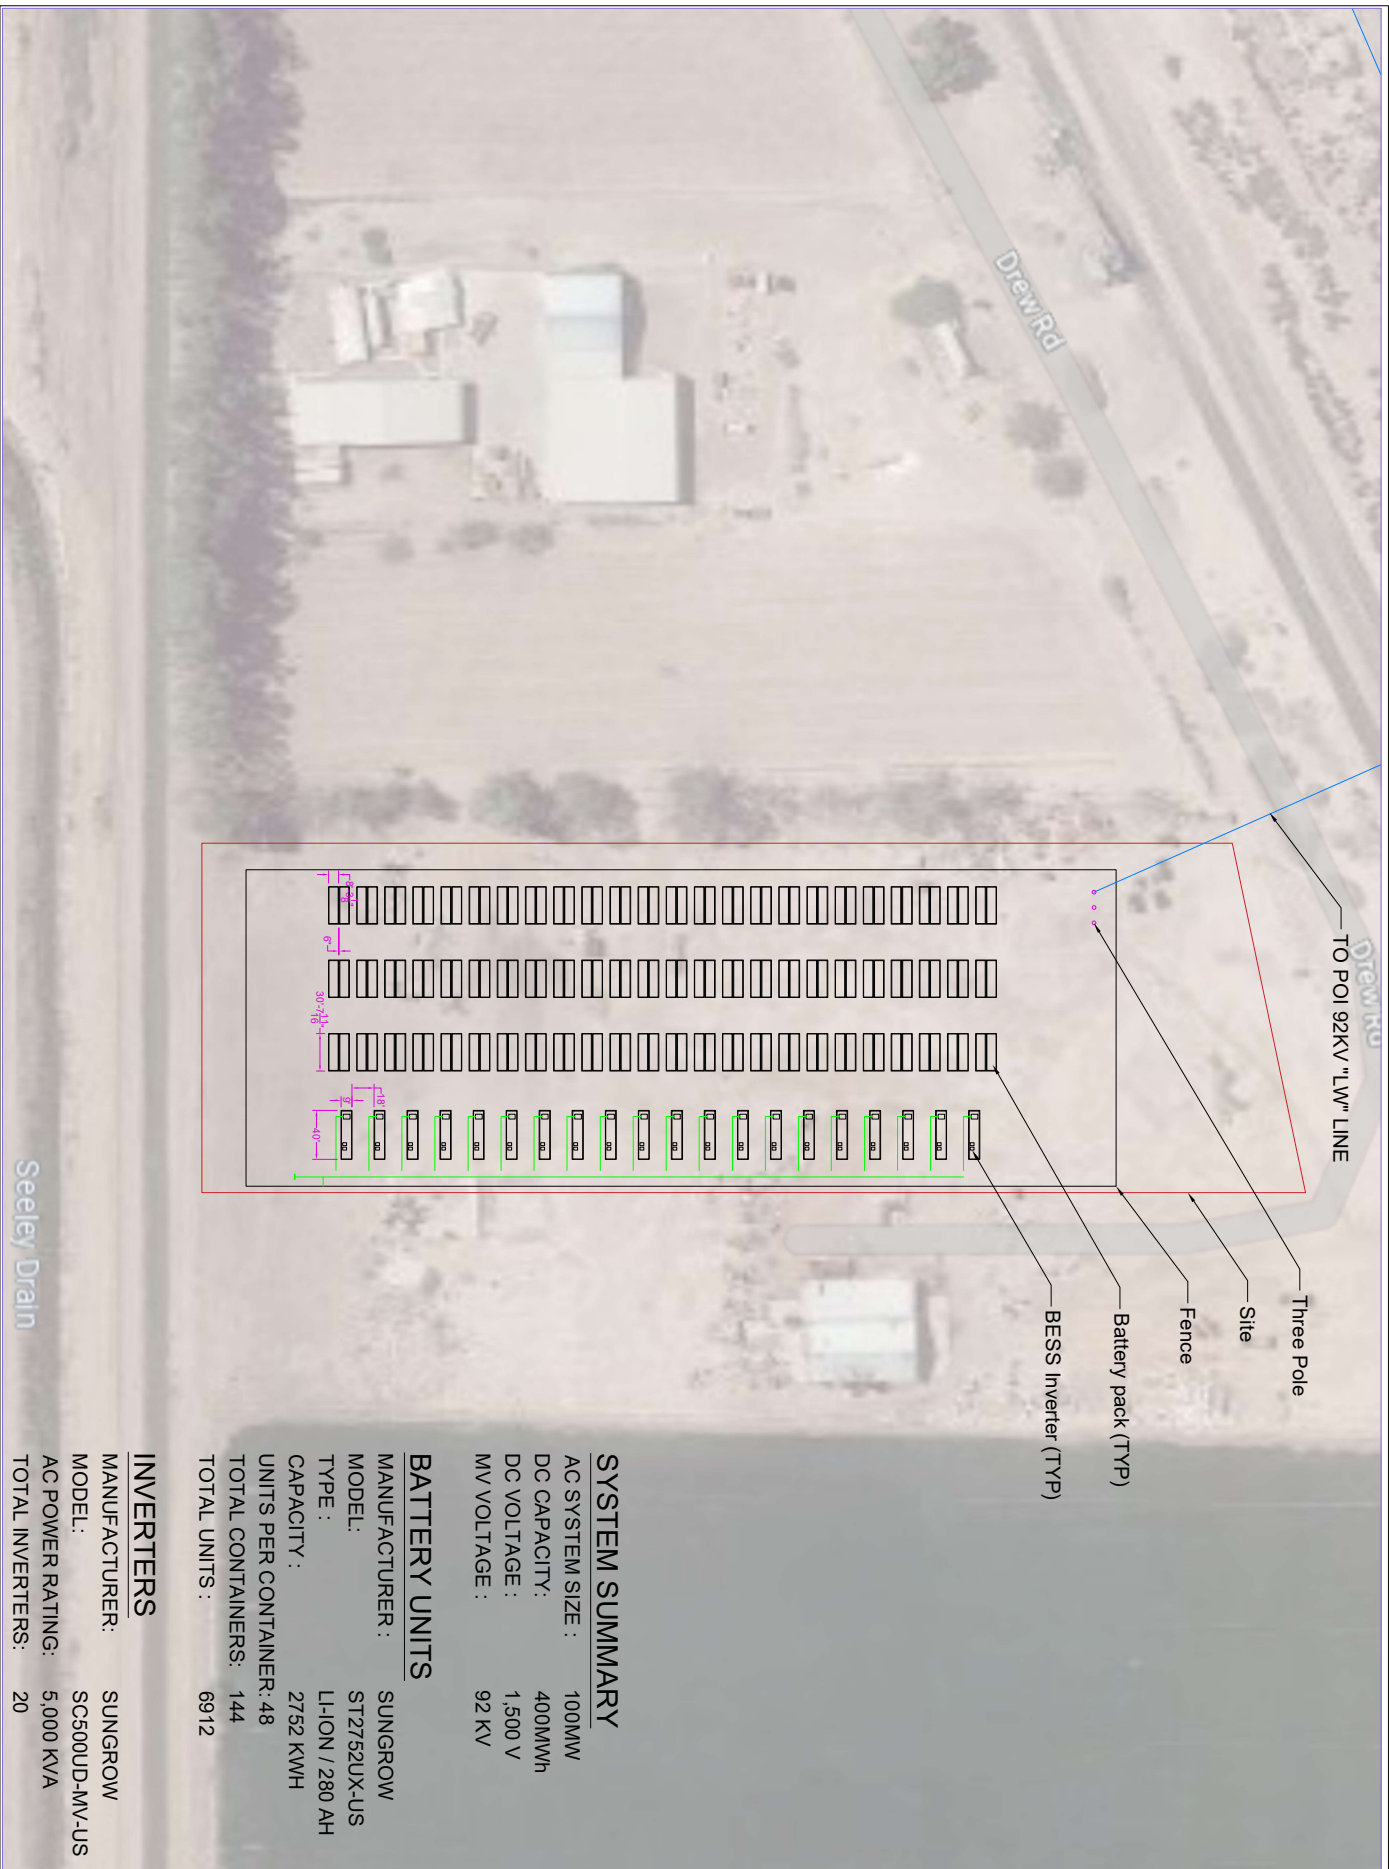 Drew Rd
Drew Rd
TO POI 92KV "LW" LINE
Three Pole
Site
Fence
Battery pack (TYP)
BESS Inverter (TYP)
6"
18'
9'
40'
SYSTEM SUMMARY
AC SYSTEM SIZE : 100MW
DC CAPACITY: 400MWh
DC VOLTAGE : 1,500 V
MV VOLTAGE : 92 KV
BATTERY UNITS
MANUFACTURER : SUNGROW
MODEL: ST2752UX-US
TYPE : LI-ION / 280 AH
CAPACITY : 2752 KWH
UNITS PER CONTAINER: 48
TOTAL CONTAINERS: 144
TOTAL UNITS : 6912
INVERTERS
MANUFACTURER: SUNGROW
MODEL: SC500UD-MV-US
AC POWER RATING: 5,000 KVA
TOTAL INVERTERS: 20
Seeley Drain